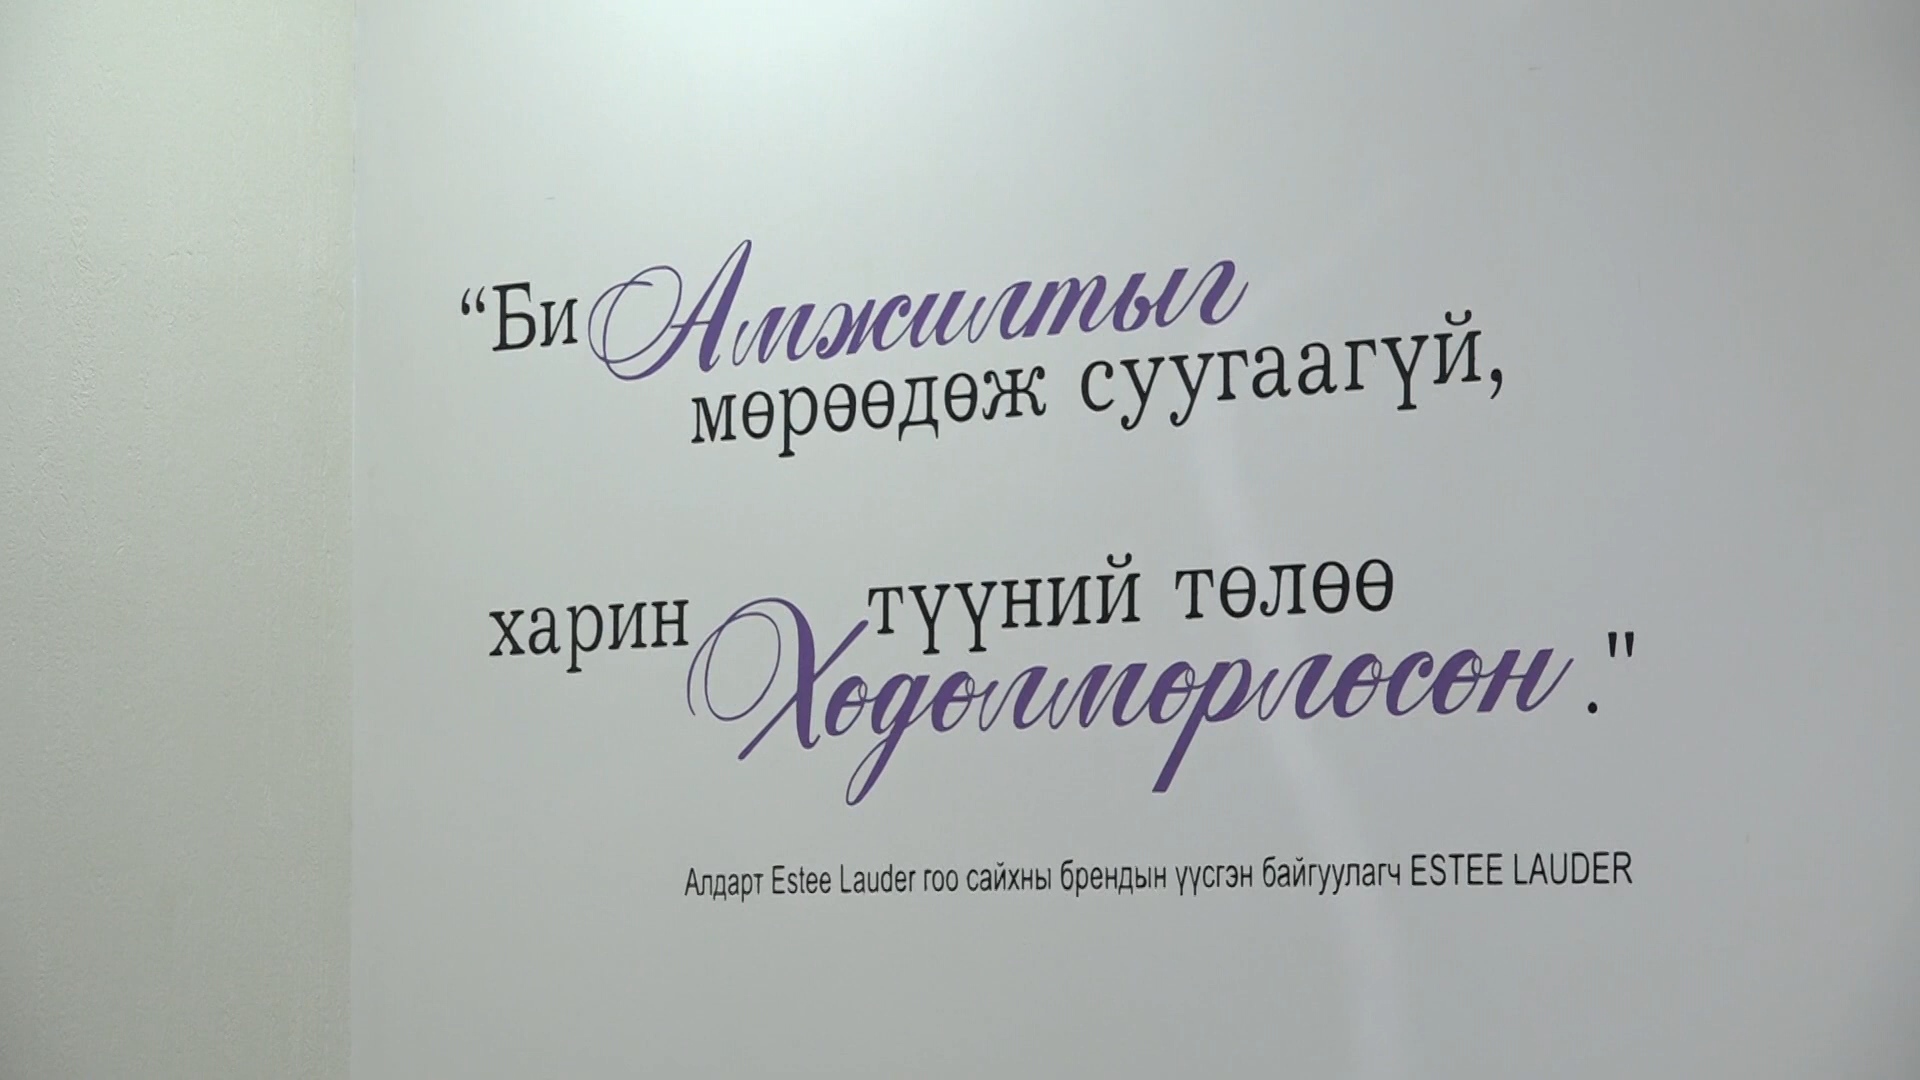 “Би Амжилтыг
мөрөөдөж суугаагүй,
харин түүний төлөө
Хөдөлмөрлөсөн."
Алдарт Estee Lauder гоо сайхны брендын үүсгэн байгуулагч ESTEE LAUDER